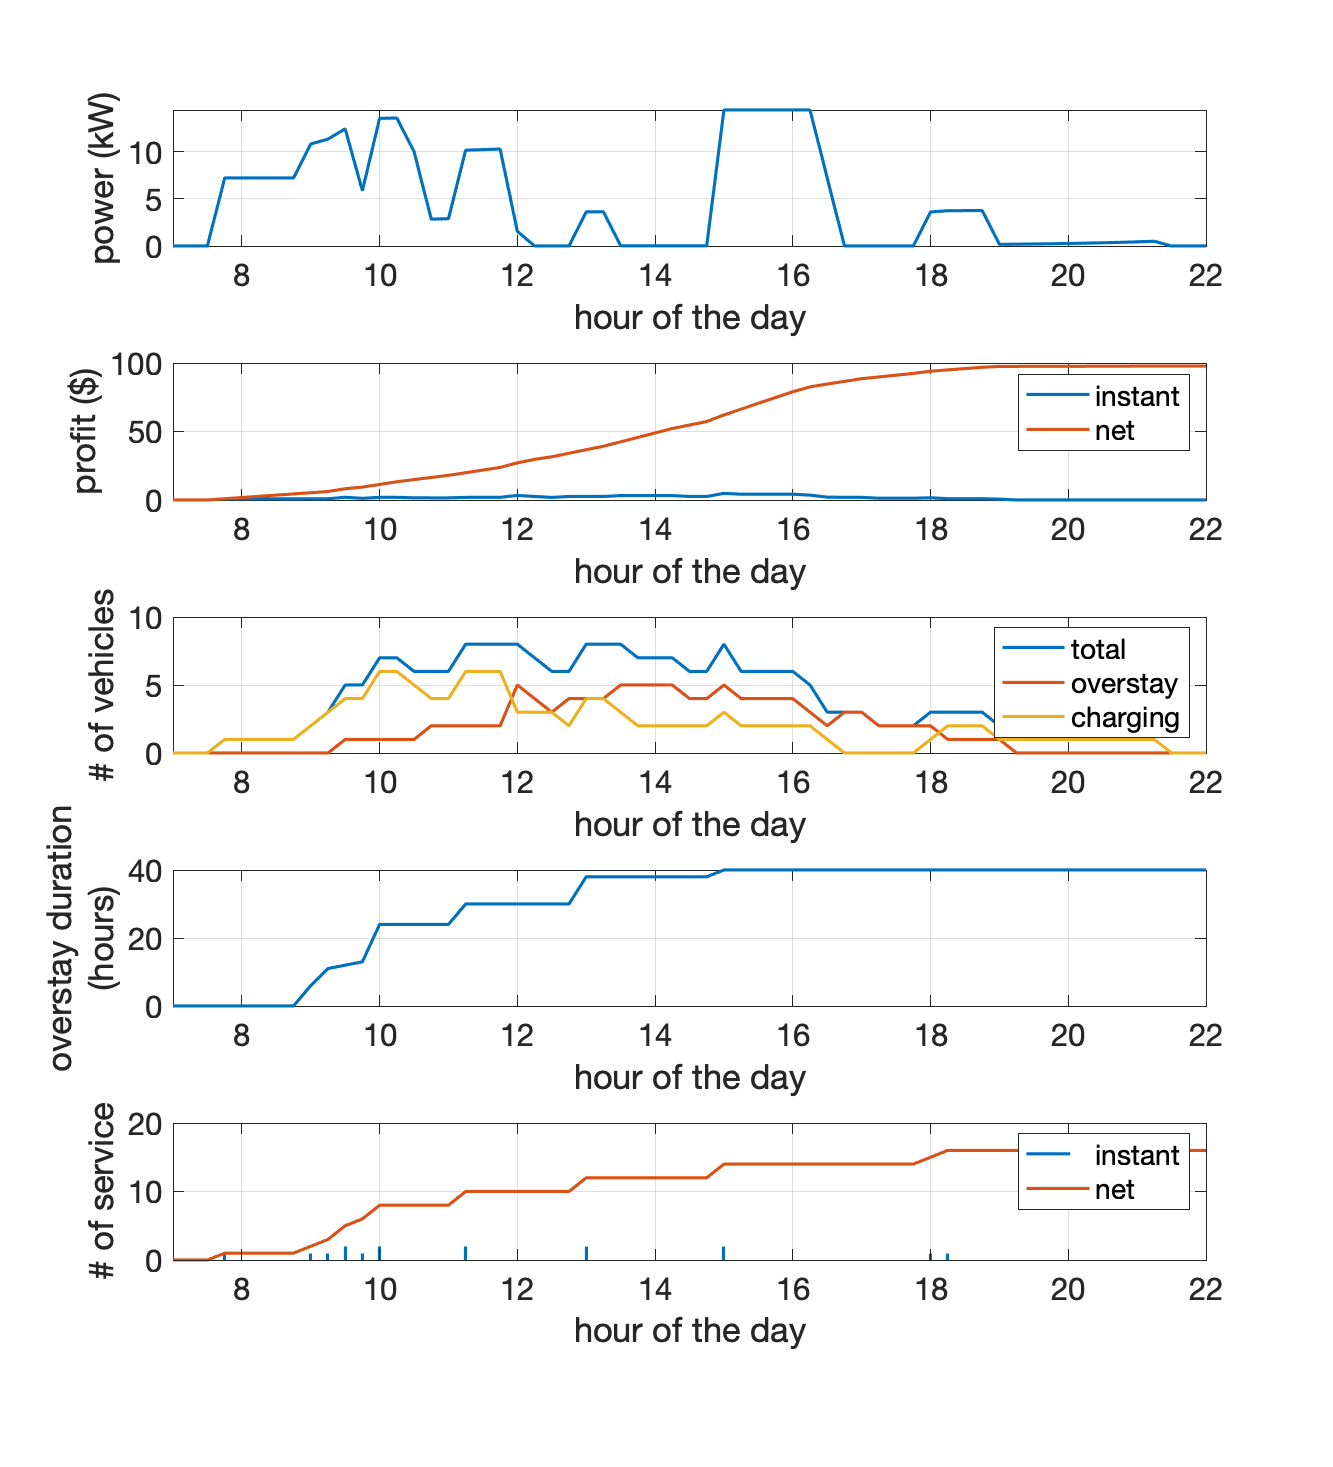 power (kW)
10
5
0
8 10 12 14 16 18 20 22
hour of the day
profit ($)
100
50
0
instant
net
8 10 12 14 16 18 20 22
hour of the day
# of vehicles
10
5
0
total
overstay
charging
8 10 12 14 16 18 20 22
hour of the day
overstay duration
(hours)
40
20
0
8 10 12 14 16 18 20 22
hour of the day
# of service
20
10
0
instant
net
8 10 12 14 16 18 20 22
hour of the day